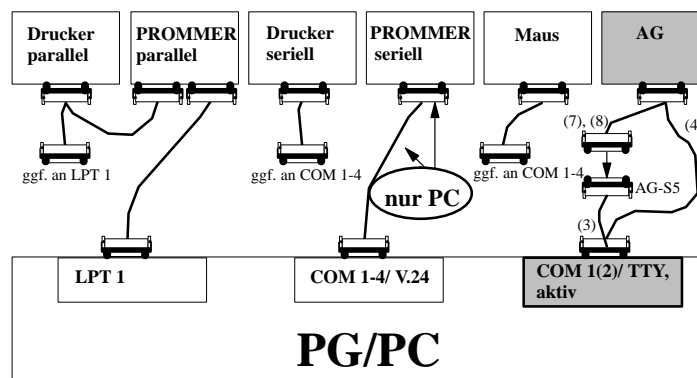 Drucker
parallel
PROMMER
parallel
Drucker
seriell
PROMMER
seriell
Maus
AG
(7), (8)
(4
ggf. an LPT 1
ggf. an COM 1-4
ggf. an COM 1-4
AG-S5
nur PC
(3)
LPT 1
COM 1-4/ V.24
COM 1(2)/ TTY,
aktiv
PG/PC